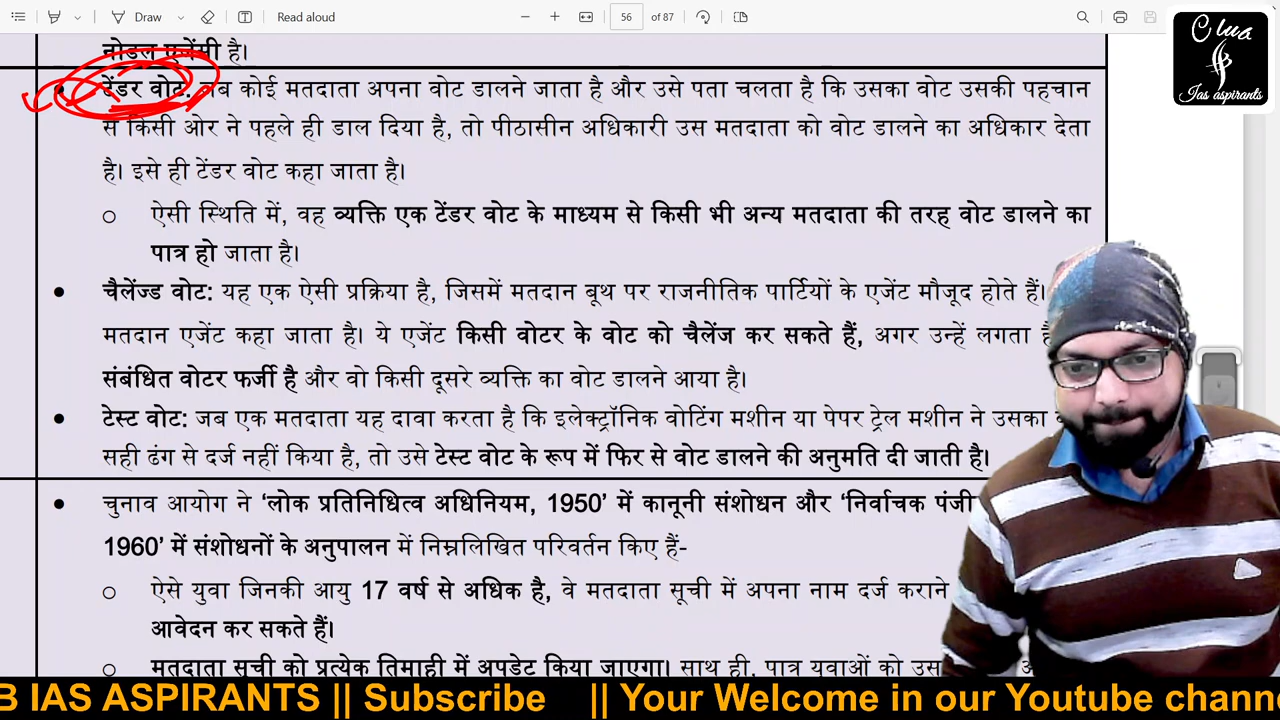 Draw
Read aloud
56 of 87
Clua
Ias aspirants
नोडल एजेंसी है।
• टेंडर वोट: जब कोई मतदाता अपना वोट डालने जाता है और उसे पता चलता है कि उसका वोट उसकी पहचान
से किसी ओर ने पहले ही डाल दिया है, तो पीठासीन अधिकारी उस मतदाता को वोट डालने का अधिकार देता
है। इसे ही टेंडर वोट कहा जाता है।
o ऐसी स्थिति में, वह व्यक्ति एक टेंडर वोट के माध्यम से किसी भी अन्य मतदाता की तरह वोट डालने का
पात्र हो जाता है।
• चैलेंज्ड वोट: यह एक ऐसी प्रक्रिया है, जिसमें मतदान बूथ पर राजनीतिक पार्टियों के एजेंट मौजूद होते हैं।
मतदान एजेंट कहा जाता है। ये एजेंट किसी वोटर के वोट को चैलेंज कर सकते हैं, अगर उन्हें लगता
संबंधित वोटर फर्जी है और वो किसी दूसरे व्यक्ति का वोट डालने आया है।
• टेस्ट वोट: जब एक मतदाता यह दावा करता है कि इलेक्ट्रॉनिक वोटिंग मशीन या पेपर ट्रेल मशीन ने उसका
सही ढंग से दर्ज नहीं किया है, तो उसे टेस्ट वोट के रूप में फिर से वोट डालने की अनुमति दी जाती है।
• चुनाव आयोग ने ‘लोक प्रतिनिधित्व अधिनियम, 1950’ में कानूनी संशोधन और ‘निर्वाचक
1960’ में संशोधनों के अनुपालन में निम्नलिखित परिवर्तन किए हैं-
o ऐसे युवा जिनकी आयु 17 वर्ष से अधिक है, वे मतदाता सूची में अपना नाम दर्ज कराने
आवेदन कर सकते हैं।
o मतदाता सूची को प्रत्येक तिमाही में अपडेट किया जाएगा। साथ ही, पात्र युवाओं को
B IAS ASPIRANTS || Subscribe || Your Welcome in our Youtube chann